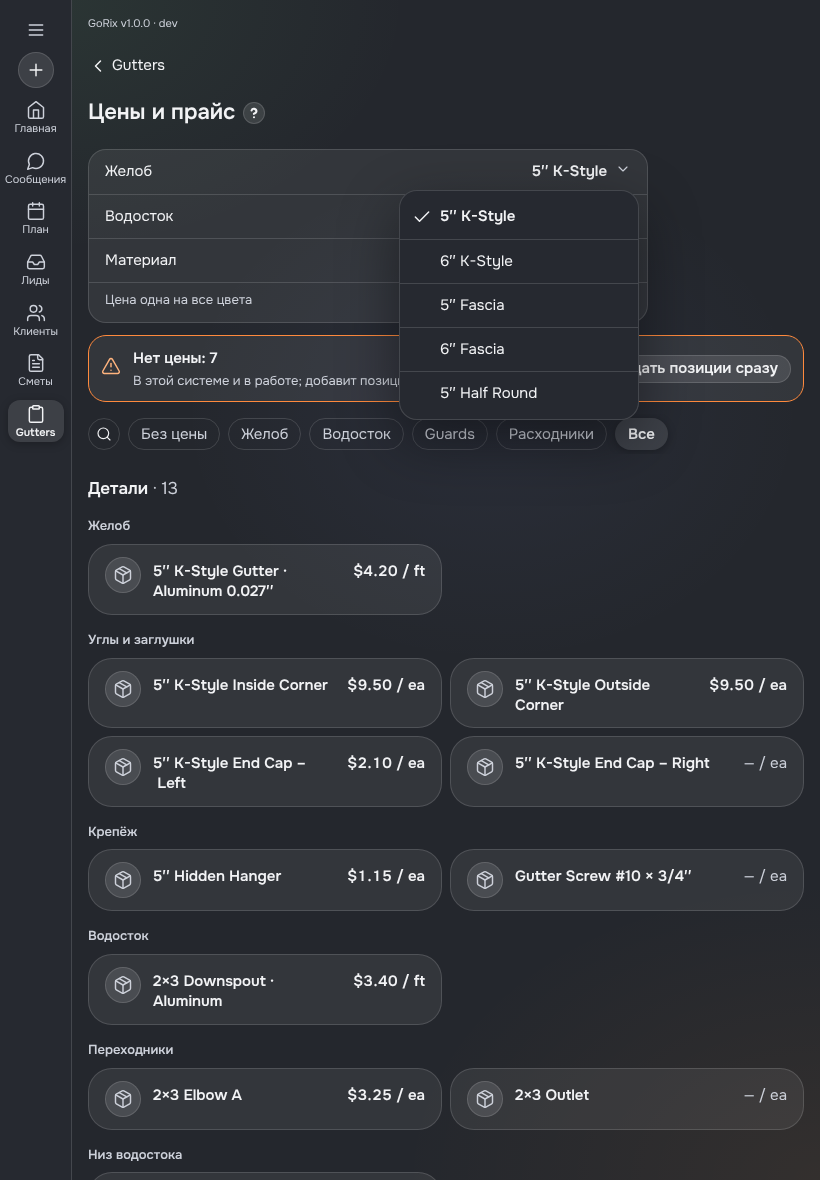 GoRix v1.0.0 · dev
Gutters
Цены и прайс ?
Главная
Сообщения
План
Лиды
Клиенты
Сметы
Gutters
Желоб 5″ K-Style
Водосток
Материал
Цена одна на все цвета
5″ K-Style
6″ K-Style
5″ Fascia
6″ Fascia
5″ Half Round
Нет цены: 7
В этой системе и в работе; добавит
позиции сразу
Без цены Желоб Водосток Guards Расходники Все
Детали · 13
Желоб
5″ K-Style Gutter · $4.20 / ft
Aluminum 0.027″
Углы и заглушки
5″ K-Style Inside Corner $9.50 / ea
5″ K-Style Outside $9.50 / ea
Corner
5″ K-Style End Cap – $2.10 / ea
Left
5″ K-Style End Cap – Right – / ea
Крепёж
5″ Hidden Hanger $1.15 / ea
Gutter Screw #10 × 3/4″ – / ea
Водосток
2×3 Downspout · $3.40 / ft
Aluminum
Переходники
2×3 Elbow A $3.25 / ea
2×3 Outlet – / ea
Низ водостока